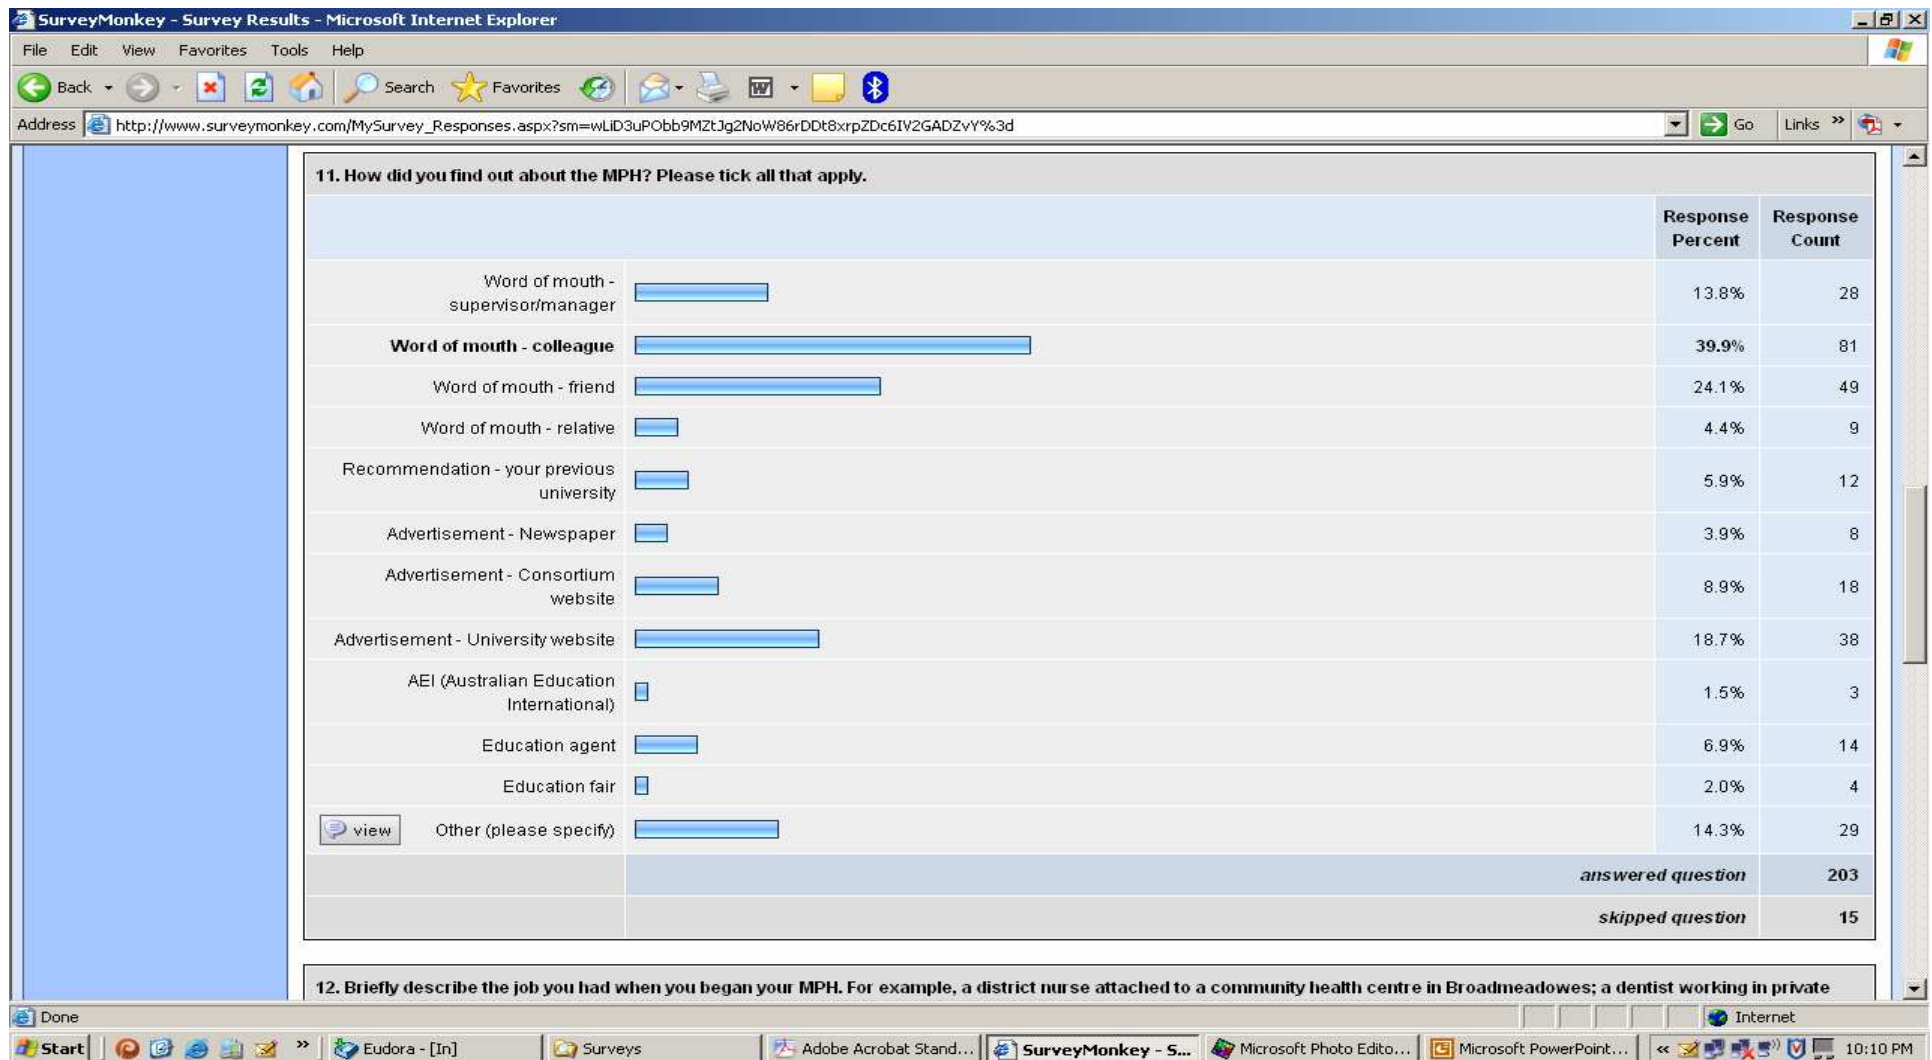 SurveyMonkey - Survey Results - Microsoft Internet Explorer
File Edit View Favorites Tools Help
Back Search Favorites
Address http://www.surveymonkey.com/MySurvey_Responses.aspx?sm=wLiD3uPObb9MZtJg2NoW86rDDt8xrpZDc6IV2GADZvY%3d Go Links »
11. How did you find out about the MPH? Please tick all that apply.
Response Response
Percent Count
Word of mouth -
supervisor/manager 13.8% 28
Word of mouth - colleague 39.9% 81
Word of mouth - friend 24.1% 49
Word of mouth - relative 4.4% 9
Recommendation - your previous
university 5.9% 12
Advertisement - Newspaper 3.9% 8
Advertisement - Consortium
website 8.9% 18
Advertisement - University website 18.7% 38
AEI (Australian Education
International) 1.5% 3
Education agent 6.9% 14
Education fair 2.0% 4
view Other (please specify) 14.3% 29
answered question 203
skipped question 15
12. Briefly describe the job you had when you began your MPH. For example, a district nurse attached to a community health centre in Broadmeadowes; a dentist working in private
Done Internet
Start » Eudora - [In] Surveys Adobe Acrobat Stand... SurveyMonkey - S... Microsoft Photo Edito... Microsoft PowerPoint... « 10:10 PM